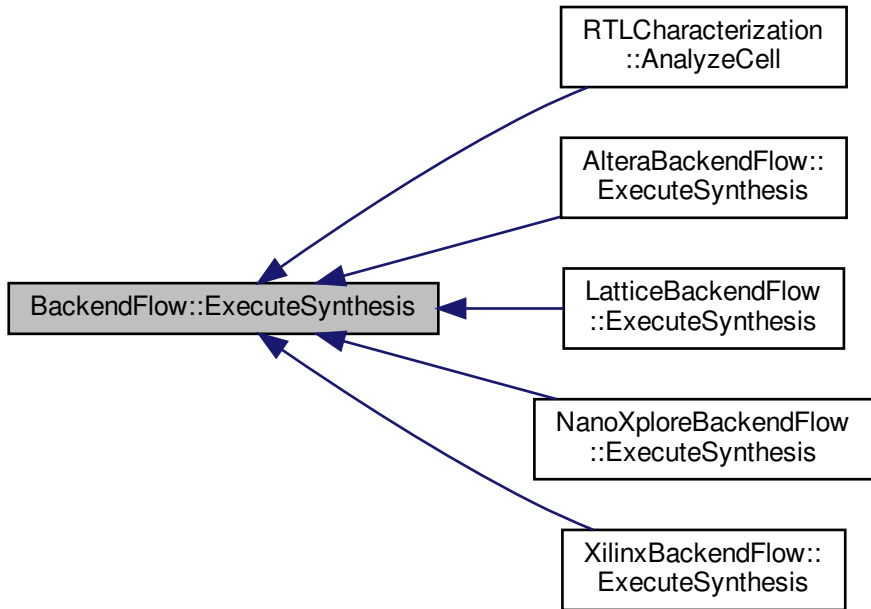 RTLCharacterization
::AnalyzeCell
AlteraBackendFlow::
ExecuteSynthesis
BackendFlow::ExecuteSynthesis
LatticeBackendFlow
::ExecuteSynthesis
NanoXploreBackendFlow
::ExecuteSynthesis
XilinxBackendFlow::
ExecuteSynthesis